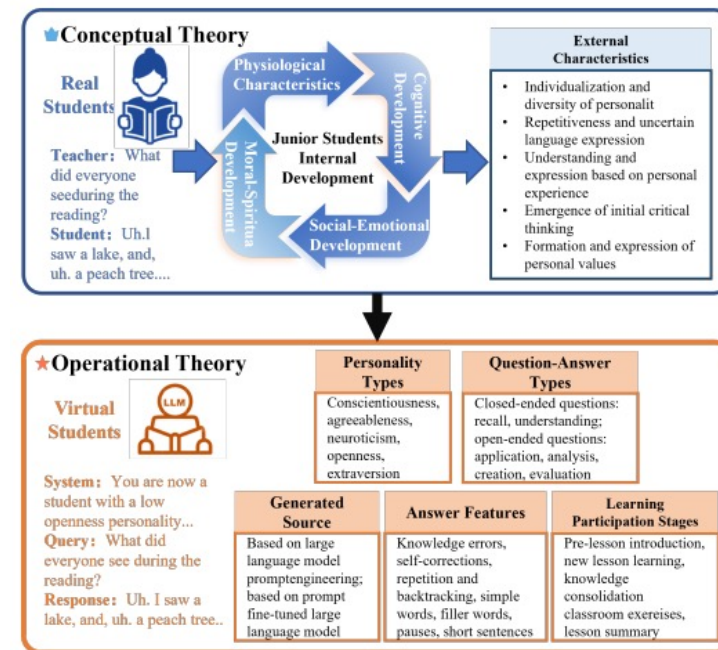 Conceptual Theory
Real
Students
Teacher: What
did everyone
seeduring the
reading?
Student: Uh.I
saw a lake, and,
uh. a peach tree....
Physiological
Characteristics
Cognitive
Development
Junior Students
Internal
Development
Moral-Spiritua
Development
Social-Emotional
Development
External
Characteristics
• Individualization and
diversity of personalit
• Repetitiveness and uncertain
language expression
• Understanding and
expression based on personal
experience
• Emergence of initial critical
thinking
• Formation and expression of
personal values
Operational Theory
Virtual
Students
LLM
System: You are now a
student with a low
openness personality...
Query: What did
everyone see during the
reading?
Response: Uh. I saw a
lake, and, uh. a peach tree..
Personality
Types
Conscientiousness,
agreeableness,
neuroticism,
openness,
extraversion
Question-Answer
Types
Closed-ended questions:
recall, understanding;
open-ended questions:
application, analysis,
creation, evaluation
Generated
Source
Based on large
language model
promptengineering;
based on prompt
fine-tuned large
language model
Answer Features
Knowledge errors,
self-corrections,
repetition and
backtracking, simple
words, filler words,
pauses, short sentences
Learning
Participation Stages
Pre-lesson introduction,
new lesson learning,
knowledge
consolidation
classroom exereises,
lesson summary